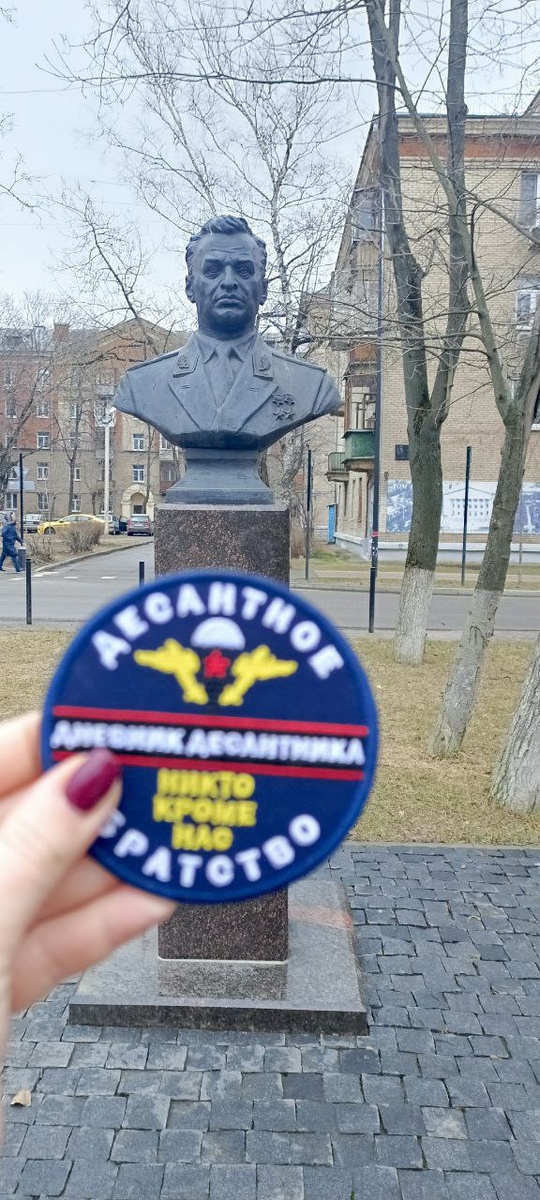 ДЕСАНТНОЕ
ДНЕВНИК ДЕСАНТНИКА
НИКТО
КРОМЕ
НАС
БРАТСТВО